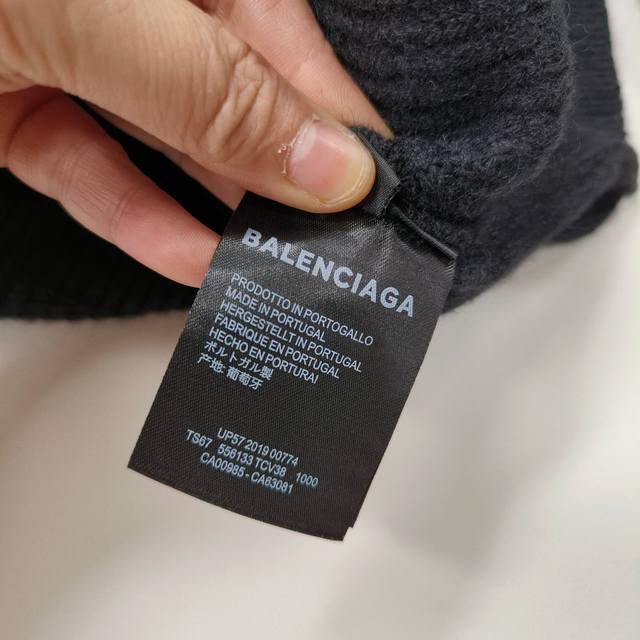 BALENCIAGA
PRODOTTO IN PORTOGALLO
MADE IN PORTUGAL
HERGESTELLT IN PORTUGAL
FABRIQUE EN PORTUGAL
HECHO EN PORTURAI
ポルトガル製
产地:葡萄牙
UP57 2019 00774
TS67 556133 TCV38 1000
CA00985 - CA63081